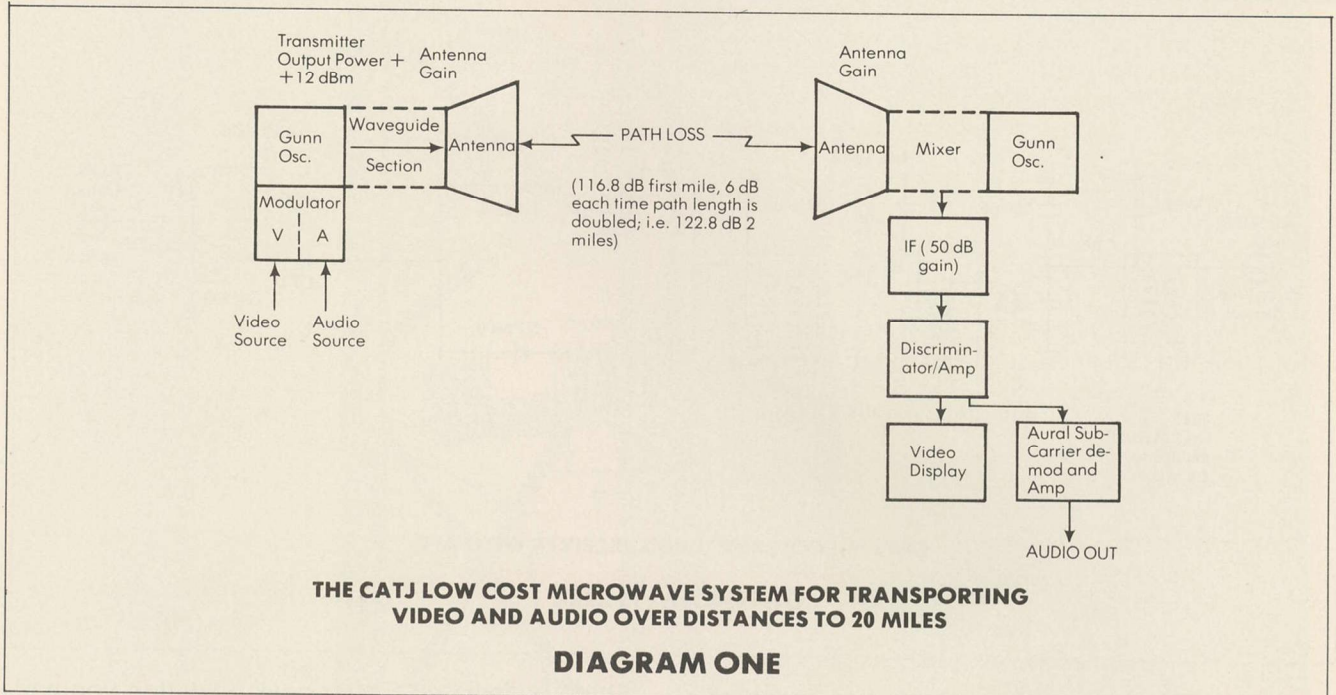 Transmitter
Output Power +
+12 dBm
Antenna
Gain
Gunn
Osc.
Waveguide
Section
Antenna
Modulator
V | A
Video
Source
Audio
Source
PATH LOSS
(116.8 dB first mile, 6 dB
each time path length is
doubled; i.e. 122.8 dB 2
miles)
Antenna
Gain
Antenna
Mixer
Gunn
Osc.
IF ( 50 dB
gain)
Discrimin-
ator/Amp
Video
Display
Aural Sub-
Carrier de-
mod and
Amp
AUDIO OUT
THE CATJ LOW COST MICROWAVE SYSTEM FOR TRANSPORTING
VIDEO AND AUDIO OVER DISTANCES TO 20 MILES
DIAGRAM ONE